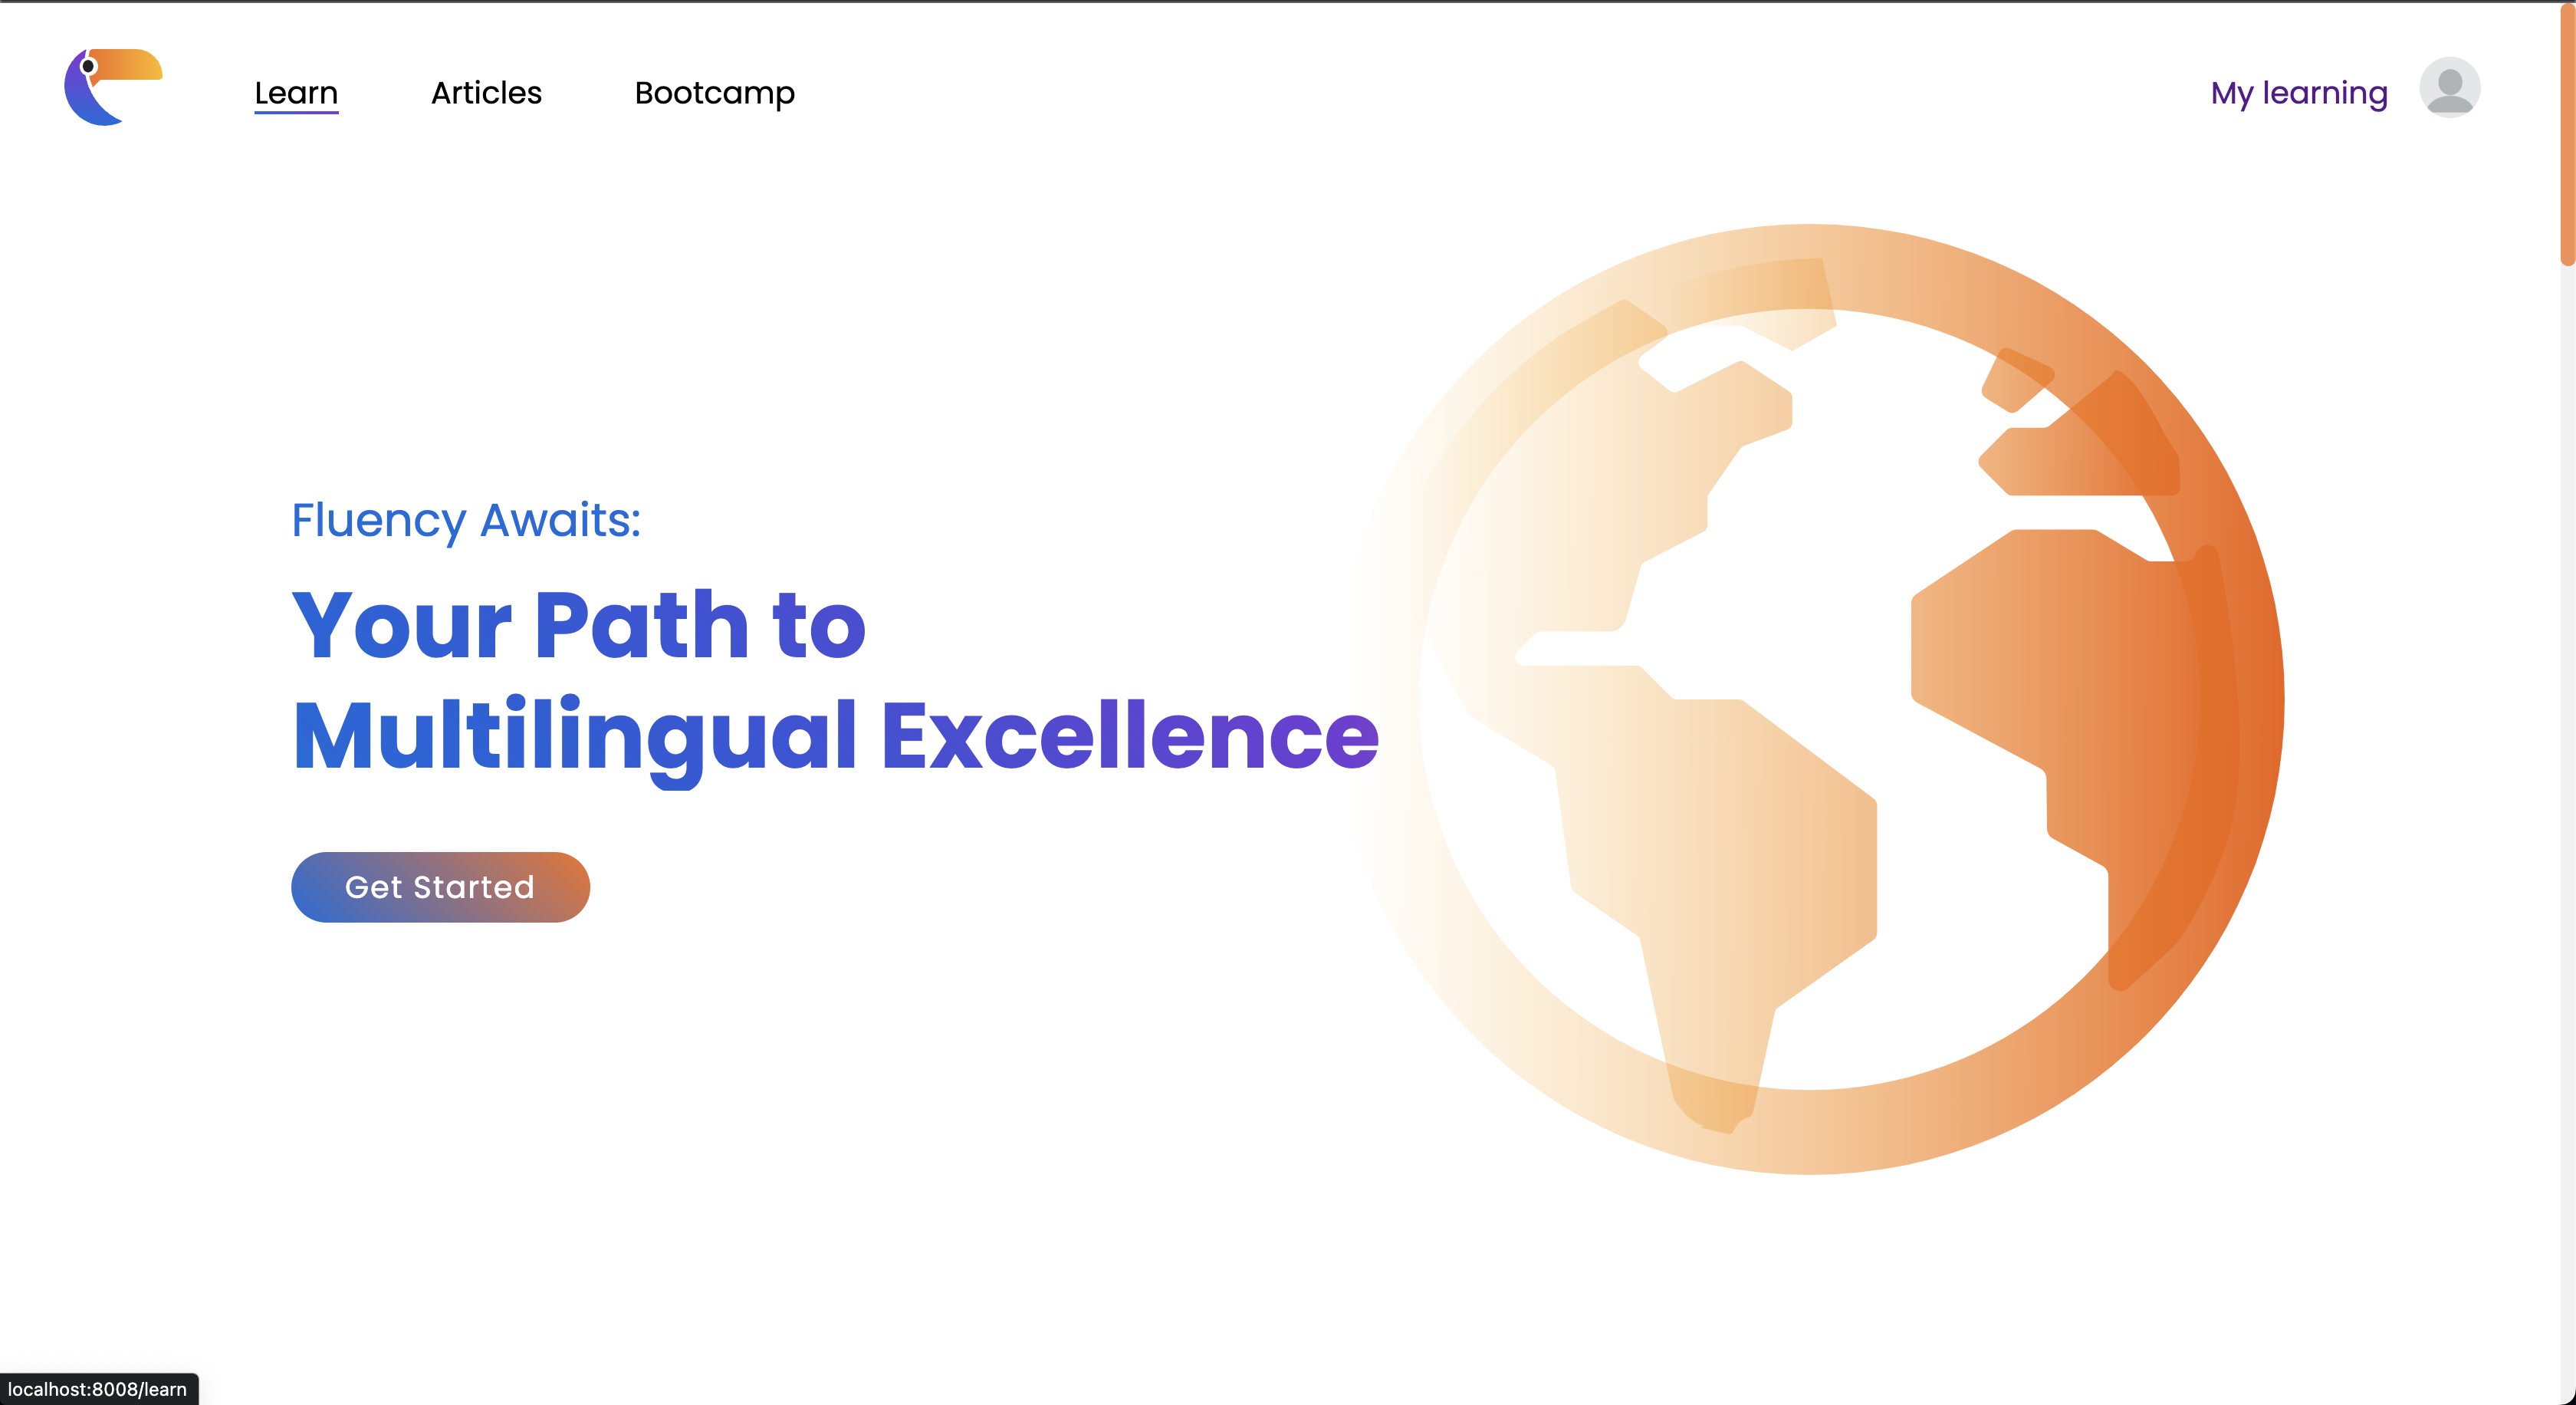 Learn Articles Bootcamp My learning
Fluency Awaits:
Your Path to
Multilingual Excellence
Get Started
localhost:8008/learn